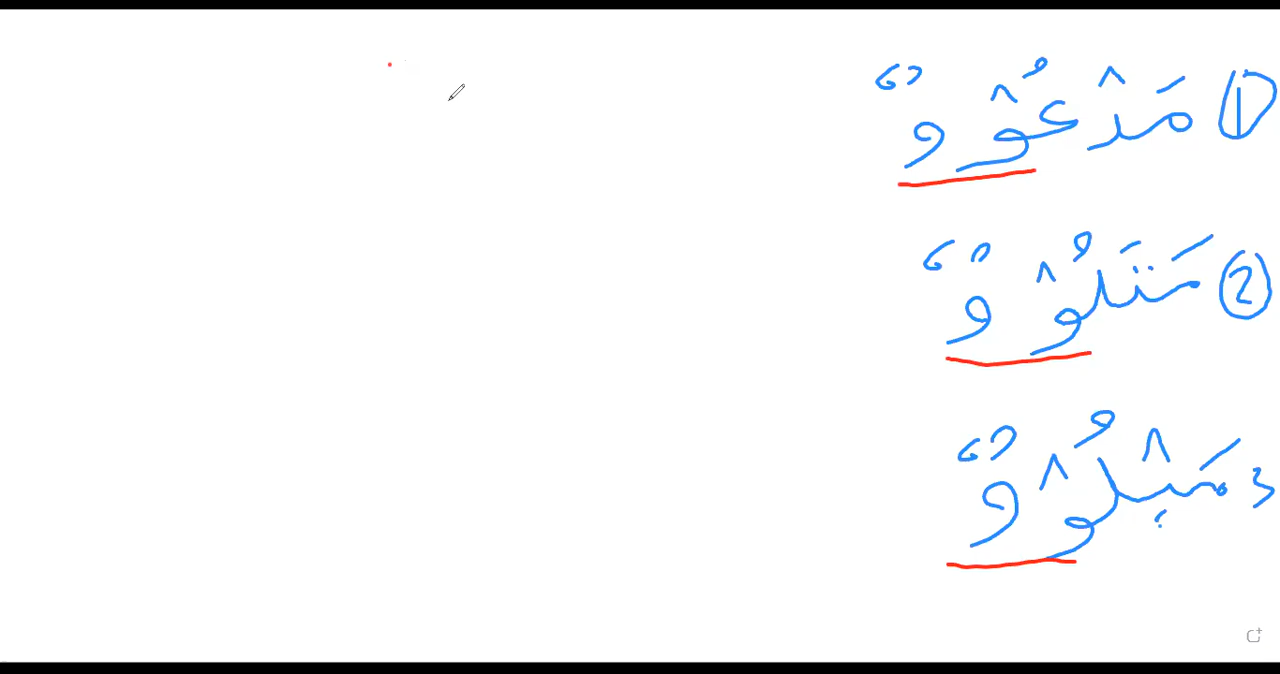 ① مَدْعُوْ وٌ
② مَتَلُوْ وٌ
3 مَبْلُوْ وٌ